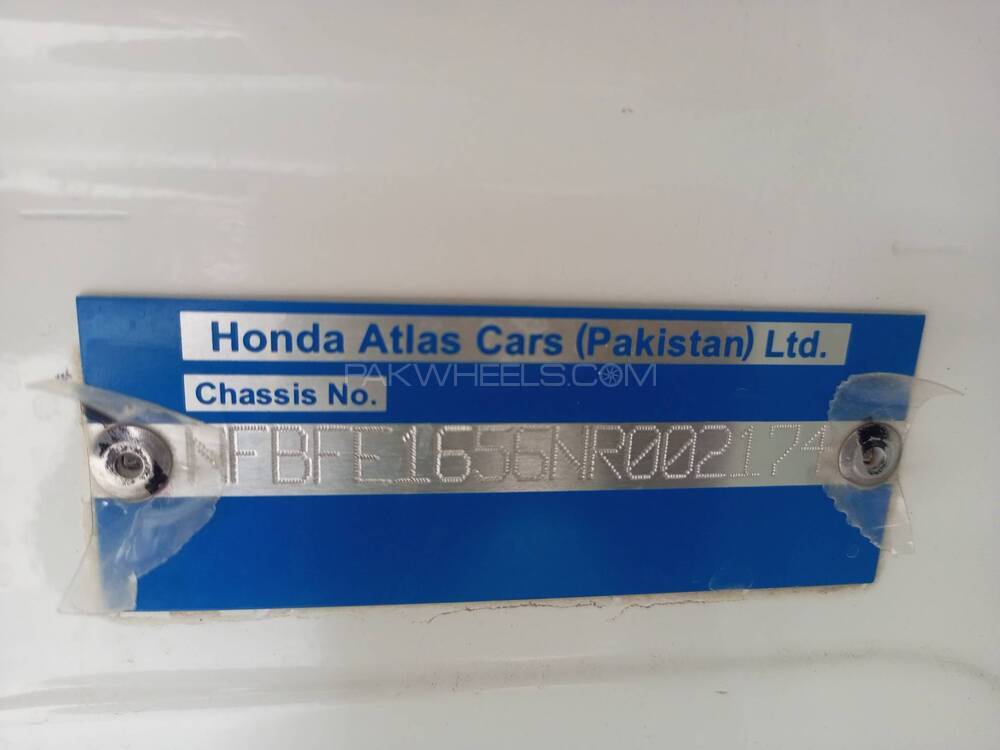 Honda Atlas Cars (Pakistan) Ltd.
PAKWHEELS.COM
Chassis No.
NFBFE1656NR002174